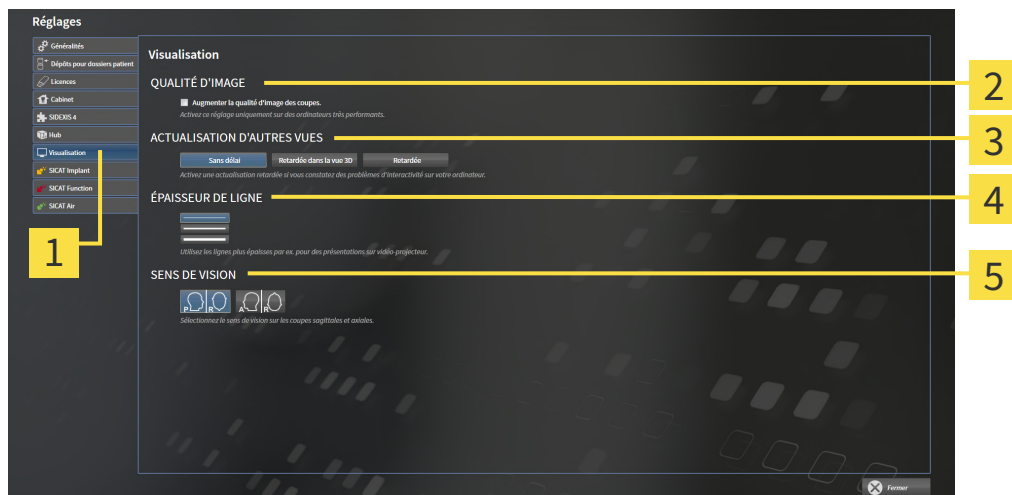 Réglages
Généralités
Dépôts pour dossiers patient
Licences
Cabinet
SIDEXIS 4
Hub
Visualisation
SICAT Implant
SICAT Function
SICAT Air
1
Visualisation
QUALITÉ D'IMAGE
2
Augmenter la qualité d'image des coupes.
Activez ce réglage uniquement sur des ordinateurs très performants.
ACTUALISATION D'AUTRES VUES
3
Sans délai Retardée dans la vue 3D Retardée
Activez une actualisation retardée si vous constatez des problèmes d'interactivité sur votre ordinateur.
ÉPAISSEUR DE LIGNE
4
Utilisez les lignes plus épaisses par ex. pour des présentations sur vidéo-projecteur.
SENS DE VISION
5
P R A R
Sélectionnez le sens de vision sur les coupes sagittales et axiales.
Fermer